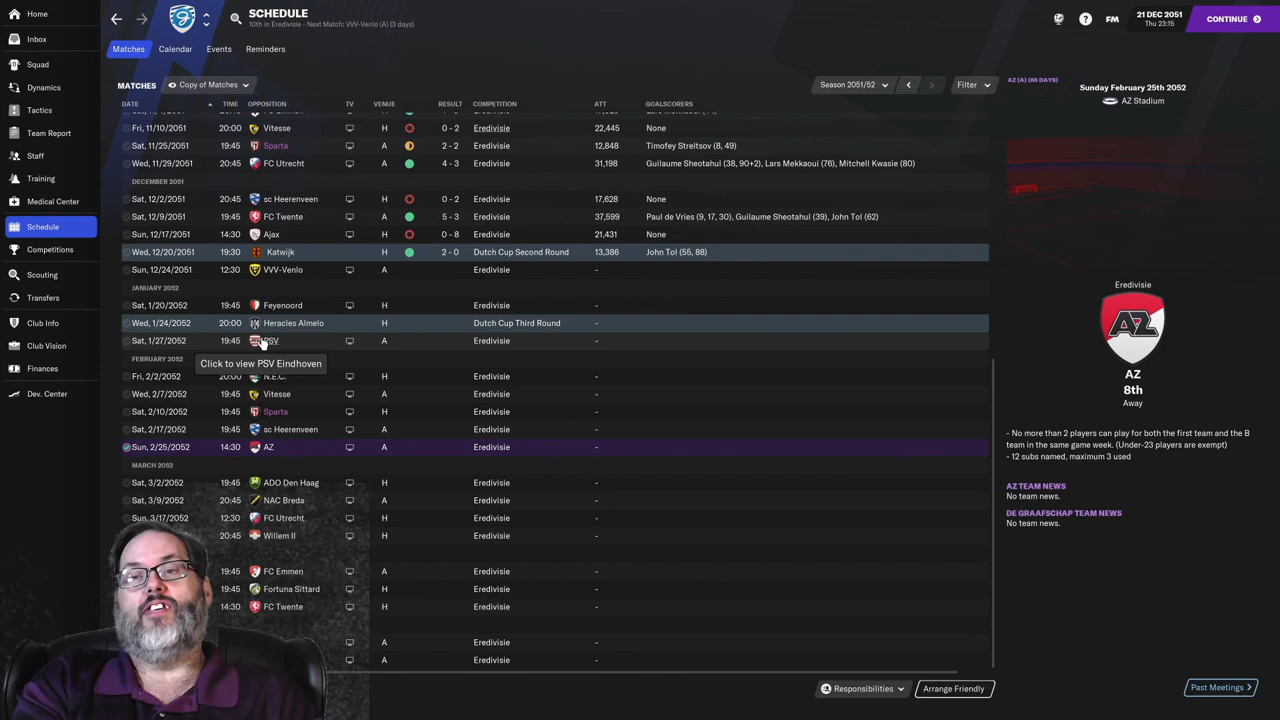 Home
SCHEDULE
10th in Eredivisie - Next Match: VVV-Venlo (A) (3 days)
FM
21 DEC 2051
Thu 23:15
CONTINUE
Inbox
Squad
Dynamics
Tactics
Team Report
Staff
Training
Medical Center
Schedule
Competitions
Scouting
Transfers
Club Info
Club Vision
Finances
Dev. Center
Matches Calendar Events Reminders
MATCHES Copy of Matches Season 2051/52 Filter
DATE TIME OPPOSITION TV VENUE RESULT COMPETITION ATT GOALSCORERS
Fri, 11/10/2051 20:00 Vitesse H 0 - 2 Eredivisie 22,445 None
Sat, 11/25/2051 19:45 Sparta A 2 - 2 Eredivisie 12,848 Timofey Streltsov (8, 49)
Wed, 11/29/2051 20:45 FC Utrecht A 4 - 3 Eredivisie 31,198 Guilaume Sheotahul (38, 90+2), Lars Mekkaoui (76), Mitchell Kwasie (80)
DECEMBER 2051
Sat, 12/2/2051 20:45 sc Heerenveen H 0 - 2 Eredivisie 17,628 None
Sat, 12/9/2051 19:45 FC Twente A 5 - 3 Eredivisie 37,599 Paul de Vries (9, 17, 30), Guilaume Sheotahul (39), John Tol (62)
Sun, 12/17/2051 14:30 Ajax H 0 - 8 Eredivisie 21,431 None
Wed, 12/20/2051 19:30 Katwijk H 2 - 0 Dutch Cup Second Round 13,386 John Tol (55, 88)
Sun, 12/24/2051 12:30 VVV-Venlo A Eredivisie -
JANUARY 2052
Sat, 1/20/2052 19:45 Feyenoord H Eredivisie -
Wed, 1/24/2052 20:00 Heracles Almelo H Dutch Cup Third Round -
Sat, 1/27/2052 19:45 PSV A Eredivisie -
FEBRUARY 2052
Click to view PSV Eindhoven
Fri, 2/2/2052 20:00 N.E.C. H Eredivisie -
Wed, 2/7/2052 19:45 Vitesse A Eredivisie -
Sat, 2/10/2052 19:45 Sparta H Eredivisie -
Sat, 2/17/2052 19:45 sc Heerenveen A Eredivisie -
Sun, 2/25/2052 14:30 AZ A Eredivisie -
MARCH 2052
Sat, 3/2/2052 19:45 ADO Den Haag H Eredivisie -
Sat, 3/9/2052 20:45 NAC Breda A Eredivisie -
Sun, 3/17/2052 12:30 FC Utrecht H Eredivisie -
20:45 Willem II H Eredivisie -
19:45 FC Emmen A Eredivisie -
19:45 Fortuna Sittard H Eredivisie -
14:30 FC Twente H Eredivisie -
A Eredivisie -
A Eredivisie -
AZ (A) (66 DAYS)
Sunday February 25th 2052
AZ Stadium
Eredivisie
AZ
AZ
8th
Away
- No more than 2 players can play for both the first team and the B
team in the same game week. (Under-23 players are exempt)
- 12 subs named, maximum 3 used
AZ TEAM NEWS
No team news.
DE GRAAFSCHAP TEAM NEWS
No team news.
Responsibilities Arrange Friendly Past Meetings